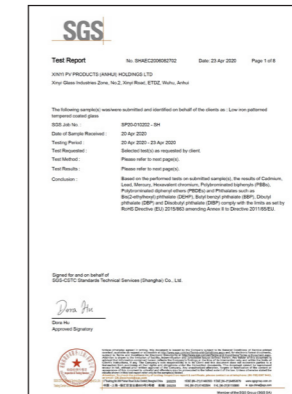 SGS
Test Report No. SHAEC2006082702 Date: 23 Apr 2020 Page 1 of 8
XINYI PV PRODUCTS (ANHUI) HOLDINGS LTD
Xinyi Glass Industries Zone, No.2, Xinyi Road, ETDZ, Wuhu, Anhui
The following sample(s) was/were submitted and identified on behalf of the clients as : Low iron patterned
tempered coated glass
SGS Job No. : SP20-010202 - SH
Date of Sample Received : 20 Apr 2020
Testing Period : 20 Apr 2020 - 23 Apr 2020
Test Requested : Selected test(s) as requested by client.
Test Method : Please refer to next page(s).
Test Results : Please refer to next page(s).
Conclusion : Based on the performed tests on submitted sample(s), the results of Cadmium,
Lead, Mercury, Hexavalent chromium, Polybrominated biphenyls (PBBs),
Polybrominated diphenyl ethers (PBDEs) and Phthalates such as
Bis(2-ethylhexyl) phthalate (DEHP), Butyl benzyl phthalate (BBP), Dibutyl
phthalate (DBP) and Diisobutyl phthalate (DIBP) comply with the limits as set by
RoHS Directive (EU) 2015/863 amending Annex II to Directive 2011/65/EU.
Signed for and on behalf of
SGS-CSTC Standards Technical Services (Shanghai) Co., Ltd.
Dora Hu
Approved Signatory